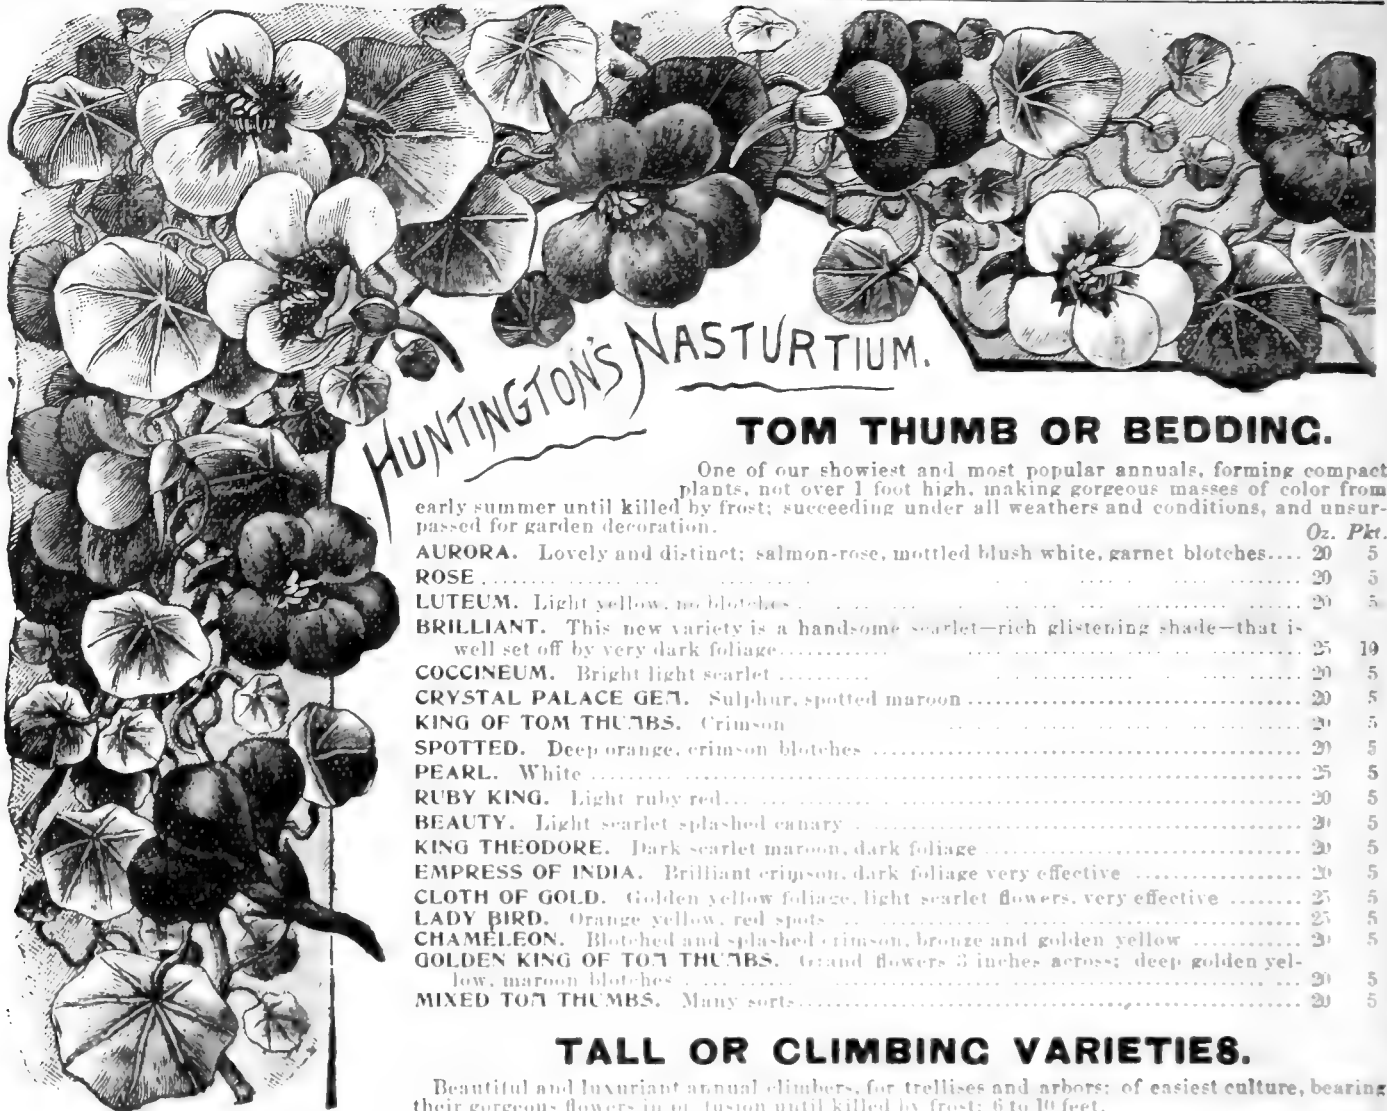 HUNTINGTON'S NASTURTIUM.
TOM THUMB OR BEDDING.
One of our showiest and most popular annuals, forming compact
plants, not over 1 foot high, making gorgeous masses of color from
early summer until killed by frost; succeeding under all weathers and conditions, and unsur-
passed for garden decoration. Oz. Pkt.
AURORA. Lovely and distinct; salmon-rose, mottled blush white, garnet blotches.... 20 5
ROSE 20 5
LUTEUM. Light yellow, no blotches 20 5
BRILLIANT. This new variety is a handsome scarlet—rich glistening shade—that is
well set off by very dark foliage 25 10
COCCINEUM. Bright light scarlet 20 5
CRYSTAL PALACE GEM. Sulphur, spotted maroon 20 5
KING OF TOM THUMBS. Crimson 20 5
SPOTTED. Deep orange, crimson blotches 20 5
PEARL. White 25 5
RUBY KING. Light ruby red 20 5
BEAUTY. Light scarlet splashed canary 20 5
KING THEODORE. Dark scarlet maroon, dark foliage 20 5
EMPRESS OF INDIA. Brilliant crimson, dark foliage very effective 20 5
CLOTH OF GOLD. Golden yellow foliage, light scarlet flowers, very effective 25 5
LADY BIRD. Orange yellow, red spots 25 5
CHAMELEON. Blotched and splashed crimson, bronze and golden yellow 20 5
GOLDEN KING OF TOM THUMBS. Grand flowers 3 inches across; deep golden yel-
low, maroon blotches 20 5
MIXED TOM THUMBS. Many sorts 20 5
TALL OR CLIMBING VARIETIES.
Beautiful and luxuriant annual climbers, for trellises and arbors; of easiest culture, bearing
their gorgeous flowers in profusion until killed by frost; 6 to 10 feet.